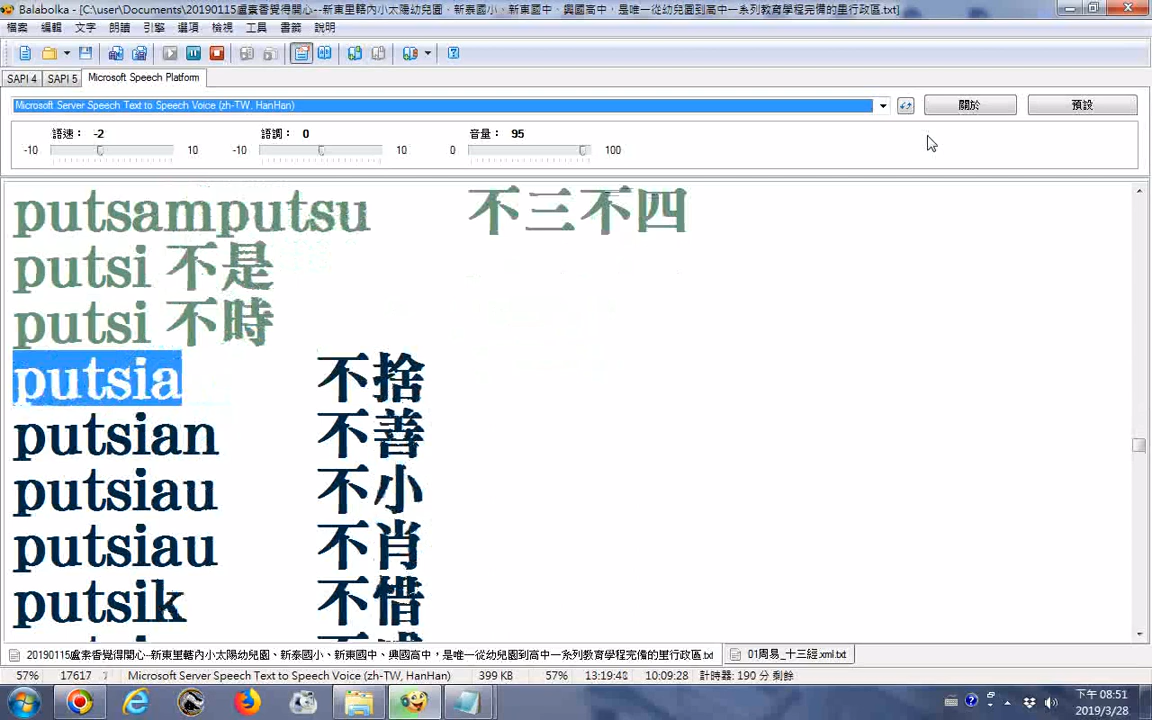 Balabolka - [C:\user\Documents\20190115盧素香覺得開心--新東里轄內小太陽幼兒園、新泰國小、新東國中、興國高中，是唯一從幼兒園到高中一系列教育學程完備的里行政區.txt]
檔案 編輯 文字 朗讀 引擎 選項 檢視 工具 書籤 說明
SAPI 4 SAPI 5 Microsoft Speech Platform
Microsoft Server Speech Text to Speech Voice (zh-TW, HanHan) 關於 預設
語速： -2 語調： 0 音量： 95
-10 10 -10 10 0 100
putsamputsu 不三不四
putsi 不是
putsi 不時
putsia 不捨
putsian 不善
putsiau 不小
putsiau 不肖
putsik 不惜
20190115盧素香覺得開心--新東里轄內小太陽幼兒園、新泰國小、新東國中、興國高中，是唯一從幼兒園到高中一系列教育學程完備的里行政區.txt 01周易_十三經.xml.txt
57% 17617 Microsoft Server Speech Text to Speech Voice (zh-TW, HanHan) 399 KB 57% 13:19:48 10:09:28 計時器: 190 分 剩餘
下午 08:51
2019/3/28